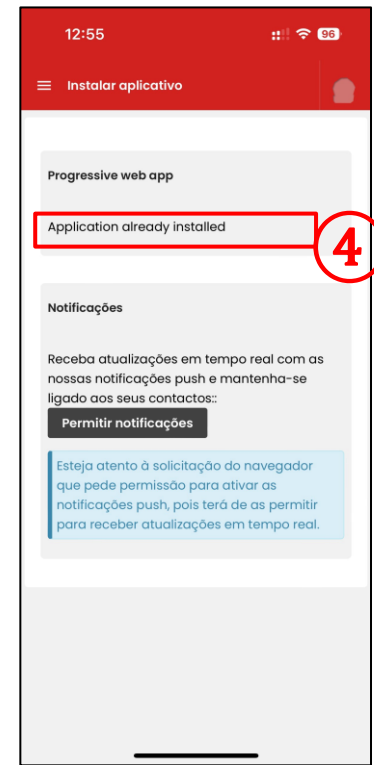 12:55
96
Instalar aplicativo
Progressive web app
Application already installed
4
Notificações
Receba atualizações em tempo real com as
nossas notificações push e mantenha-se
ligado aos seus contactos::
Permitir notificações
Esteja atento à solicitação do navegador
que pede permissão para ativar as
notificações push, pois terá de as permitir
para receber atualizações em tempo real.